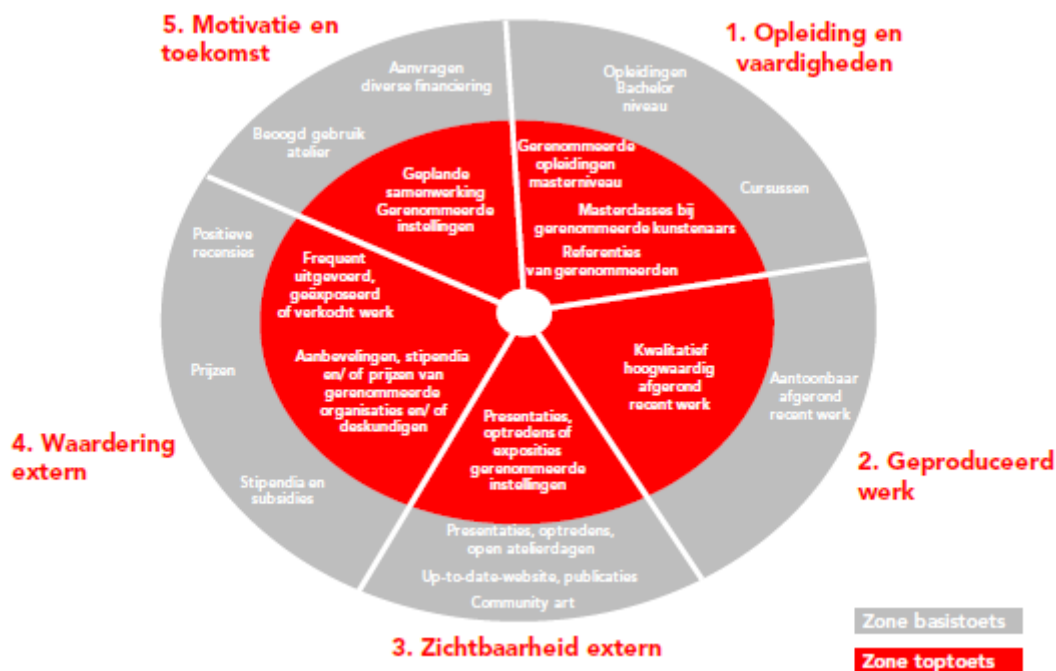 5. Motivatie en
toekomst
1. Opleiding en
vaardigheden
Aanvragen
diverse financiering
Beoogd gebruik
atelier
Opleidingen
Bachelor
niveau
Cursussen
Geplande
samenwerking
Gerenommeerde
instellingen
Gerenommeerde
opleidingen
masterniveau
Masterclasses bij
gerenommeerde kunstenaars
Referenties
van gerenommeerden
Positieve
recensies
Prijzen
Stipendia en
subsidies
Frequent
uitgevoerd,
geëxposeerd
of verkocht werk
Aanbevelingen, stipendia
en/ of prijzen van
gerenommeerde
organisaties en/ of
deskundigen
Kwalitatief
hoogwaardig
afgerond
recent werk
Aantoonbaar
afgerond
recent werk
Presentaties,
optredens of
exposities
gerenommeerde
instellingen
Presentaties, optredens,
open atelierdagen
Up-to-date-website, publicaties
Community art
4. Waardering
extern
2. Geproduceerd
werk
3. Zichtbaarheid extern
Zone basistoets
Zone toptoets